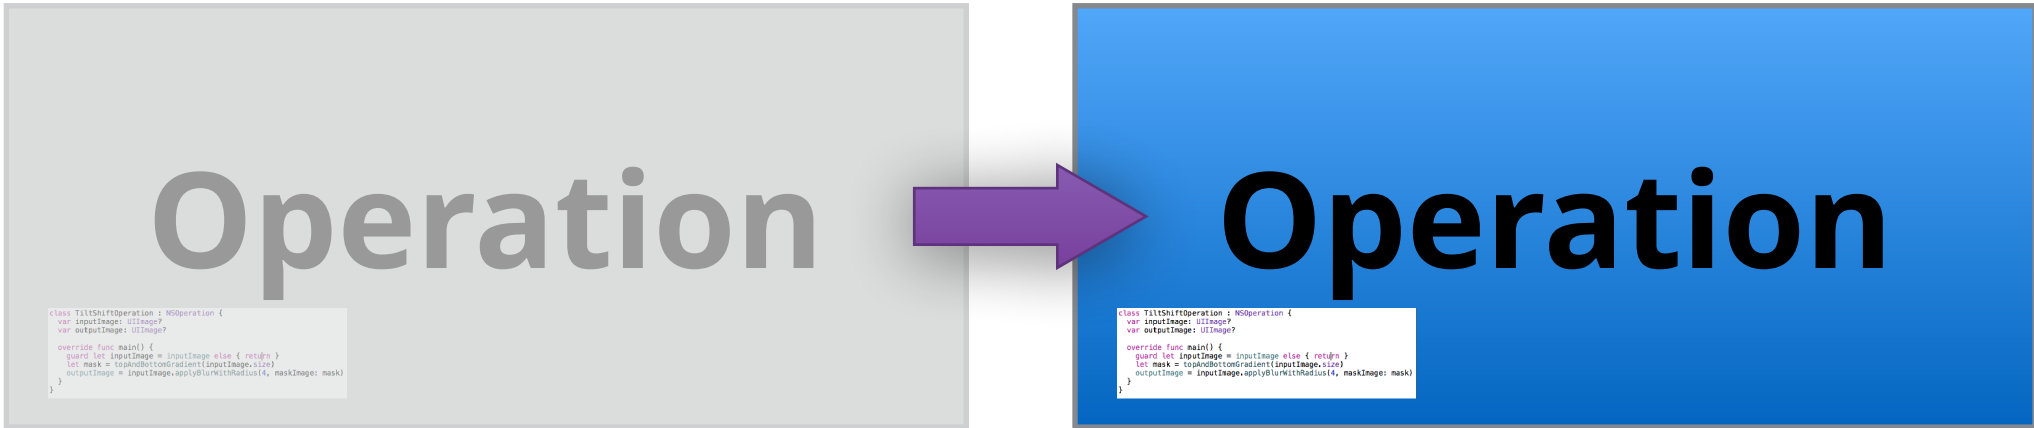 Operation
class TiltShiftOperation : NSOperation {
  var inputImage: UIImage?
  var outputImage: UIImage?

  override func main() {
    guard let inputImage = inputImage else { return }
    let mask = topAndBottomGradient(inputImage.size)
    outputImage = inputImage.applyBlurWithRadius(4, maskImage: mask)
  }
}
Operation
class TiltShiftOperation : NSOperation {
  var inputImage: UIImage?
  var outputImage: UIImage?

  override func main() {
    guard let inputImage = inputImage else { return }
    let mask = topAndBottomGradient(inputImage.size)
    outputImage = inputImage.applyBlurWithRadius(4, maskImage: mask)
  }
}